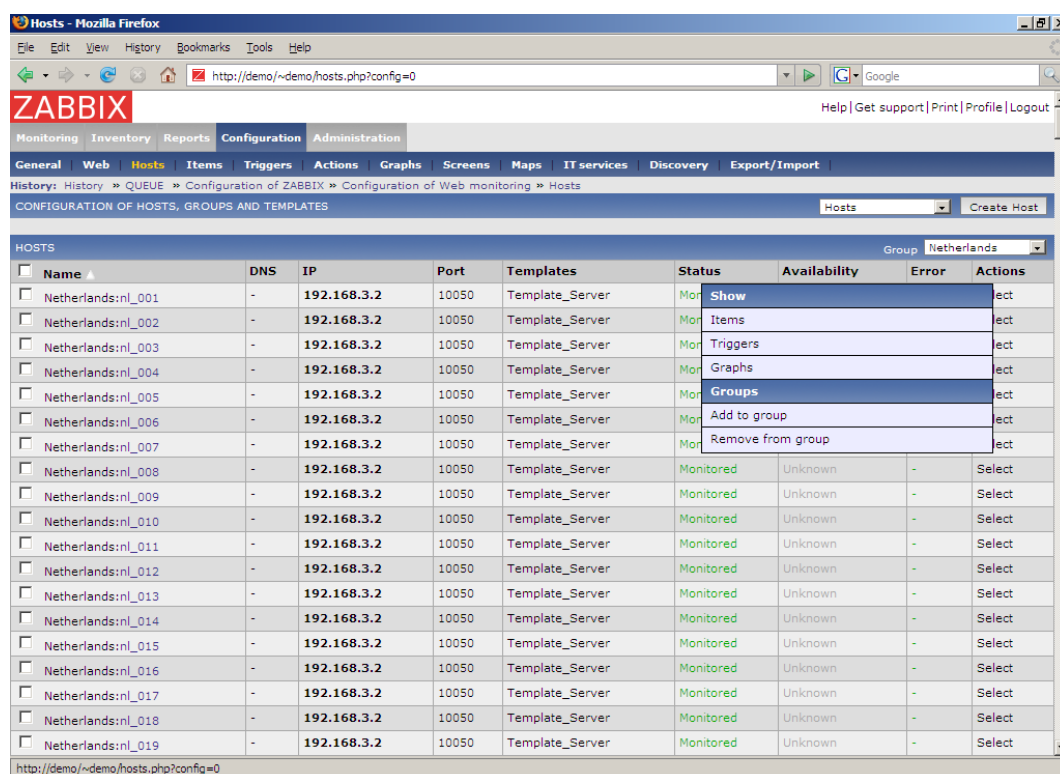 Hosts - Mozilla Firefox
File Edit View History Bookmarks Tools Help
http://demo/~demo/hosts.php?config=0 G Google
ZABBIX
Help | Get support | Print | Profile | Logout
Monitoring Inventory Reports Configuration Administration
General | Web | Hosts | Items | Triggers | Actions | Graphs | Screens | Maps | IT services | Discovery | Export/Import |
History: History » QUEUE » Configuration of ZABBIX » Configuration of Web monitoring » Hosts
CONFIGURATION OF HOSTS, GROUPS AND TEMPLATES Hosts Create Host
HOSTS Group Netherlands
Name DNS IP Port Templates Status Availability Error Actions
Netherlands:nl_001 - 192.168.3.2 10050 Template_Server Mor Show lect
Netherlands:nl_002 - 192.168.3.2 10050 Template_Server Mor Items lect
Netherlands:nl_003 - 192.168.3.2 10050 Template_Server Mor Triggers lect
Netherlands:nl_004 - 192.168.3.2 10050 Template_Server Mor Graphs lect
Netherlands:nl_005 - 192.168.3.2 10050 Template_Server Mor Groups lect
Netherlands:nl_006 - 192.168.3.2 10050 Template_Server Mor Add to group lect
Netherlands:nl_007 - 192.168.3.2 10050 Template_Server Mor Remove from group lect
Netherlands:nl_008 - 192.168.3.2 10050 Template_Server Monitored Unknown - Select
Netherlands:nl_009 - 192.168.3.2 10050 Template_Server Monitored Unknown - Select
Netherlands:nl_010 - 192.168.3.2 10050 Template_Server Monitored Unknown - Select
Netherlands:nl_011 - 192.168.3.2 10050 Template_Server Monitored Unknown - Select
Netherlands:nl_012 - 192.168.3.2 10050 Template_Server Monitored Unknown - Select
Netherlands:nl_013 - 192.168.3.2 10050 Template_Server Monitored Unknown - Select
Netherlands:nl_014 - 192.168.3.2 10050 Template_Server Monitored Unknown - Select
Netherlands:nl_015 - 192.168.3.2 10050 Template_Server Monitored Unknown - Select
Netherlands:nl_016 - 192.168.3.2 10050 Template_Server Monitored Unknown - Select
Netherlands:nl_017 - 192.168.3.2 10050 Template_Server Monitored Unknown - Select
Netherlands:nl_018 - 192.168.3.2 10050 Template_Server Monitored Unknown - Select
Netherlands:nl_019 - 192.168.3.2 10050 Template_Server Monitored Unknown - Select
http://demo/~demo/hosts.php?config=0